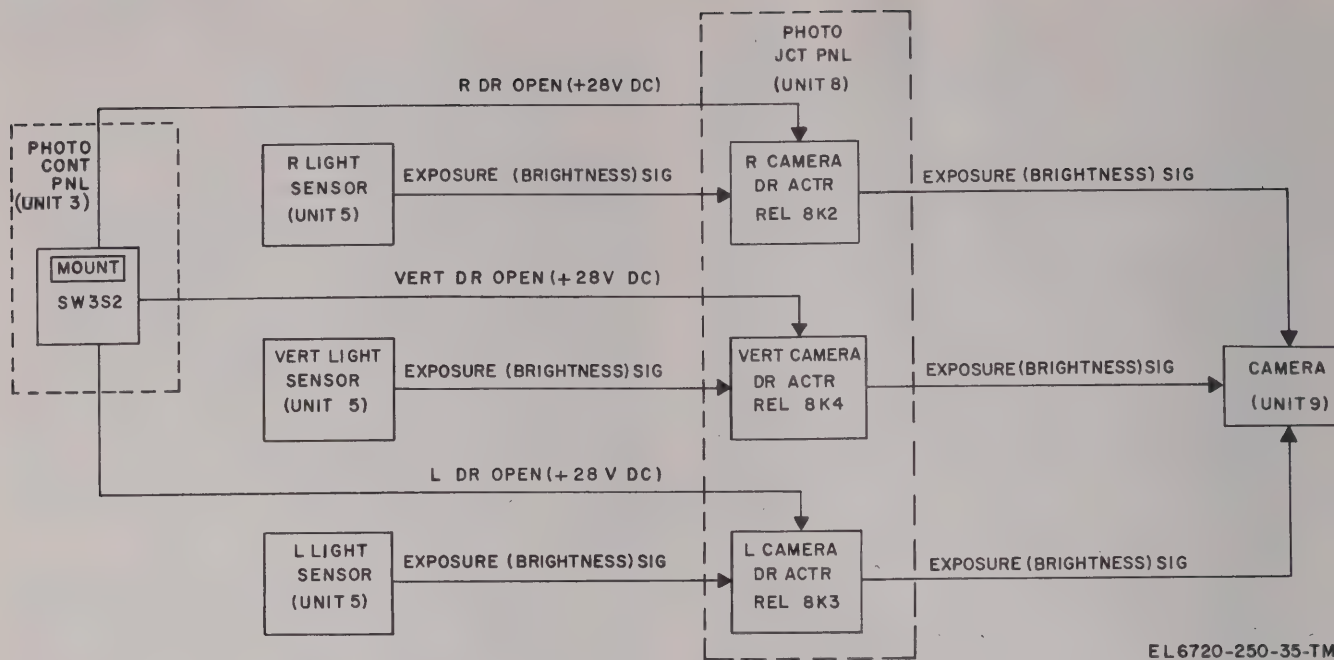 PHOTO
JCT PNL
(UNIT 8)
R DR OPEN (+28V DC)
PHOTO
CONT
PNL
(UNIT 3)
R LIGHT
SENSOR
(UNIT 5)
EXPOSURE (BRIGHTNESS) SIG
R CAMERA
DR ACTR
REL 8K2
EXPOSURE (BRIGHTNESS) SIG
MOUNT
SW3S2
VERT DR OPEN (+28V DC)
VERT LIGHT
SENSOR
(UNIT 5)
EXPOSURE (BRIGHTNESS) SIG
VERT CAMERA
DR ACTR
REL 8K4
EXPOSURE (BRIGHTNESS) SIG
CAMERA
(UNIT 9)
L DR OPEN (+28 V DC)
L LIGHT
SENSOR
(UNIT 5)
EXPOSURE (BRIGHTNESS) SIG
L CAMERA
DR ACTR
REL 8K3
EXPOSURE (BRIGHTNESS) SIG
EL6720-250-35-TM